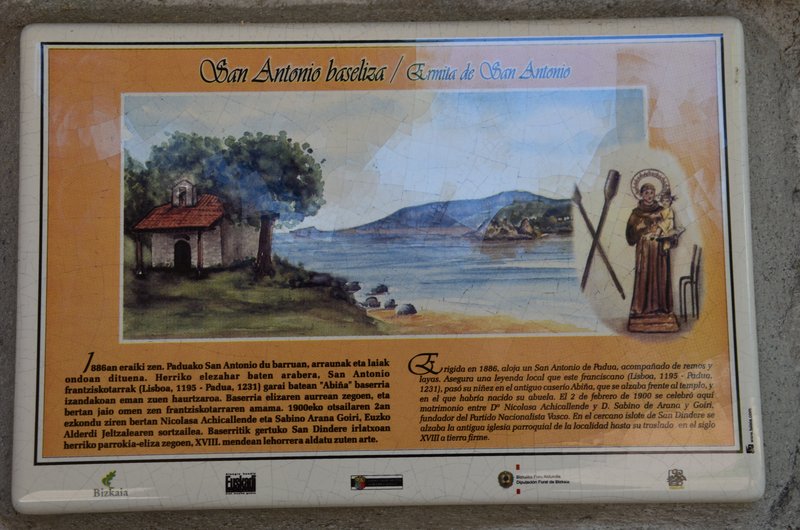 San Antonio baseliza / Ermita de San Antonio
1886an eraiki zen. Paduako San Antonio du barruan, arraunak eta laiak
ondoan dituena. Herriko elezahar baten arabera, San Antonio
frantziskotarrak (Lisboa, 1195 - Padua, 1231) garai batean "Abiña" baserria
izandakoan eman zuen haurtzaroa. Baserria elizaren aurrean zegoen, eta
bertan jaio omen zen frantziskotarraren amama. 1900eko otsailaren 2an
ezkondu ziren bertan Nicolasa Achicallende eta Sabino Arana Goiri, Euzko
Alderdi Jeltzalearen sortzailea. Baserritik gertuko San Dindere irlatxoan
herriko parrokia-eliza zegoen, XVIII. mendean lehorrera aldatu zuten arte.
Erigida en 1886, aloja un San Antonio de Padua, acompañado de remos y
layas. Asegura una leyenda local que este franciscano (Lisboa, 1195 - Padua,
1231), pasó su niñez en el antiguo caserío Abiña, que se alzaba frente al templo, y
en el que habría nacido su abuela. El 2 de febrero de 1900 se celebró aquí
matrimonio entre Dª Nicolasa Achicallende y D. Sabino de Arana y Goiri,
fundador del Partido Nacionalista Vasco. En el cercano islote de San Dindere se
alzaba la antigua iglesia parroquial de la localidad hasta su traslado, en el siglo
XVIII a tierra firme.
Bizkaia
Euskadi
Bizkaiko Foru Aldundia
Diputación Foral de Bizkaia